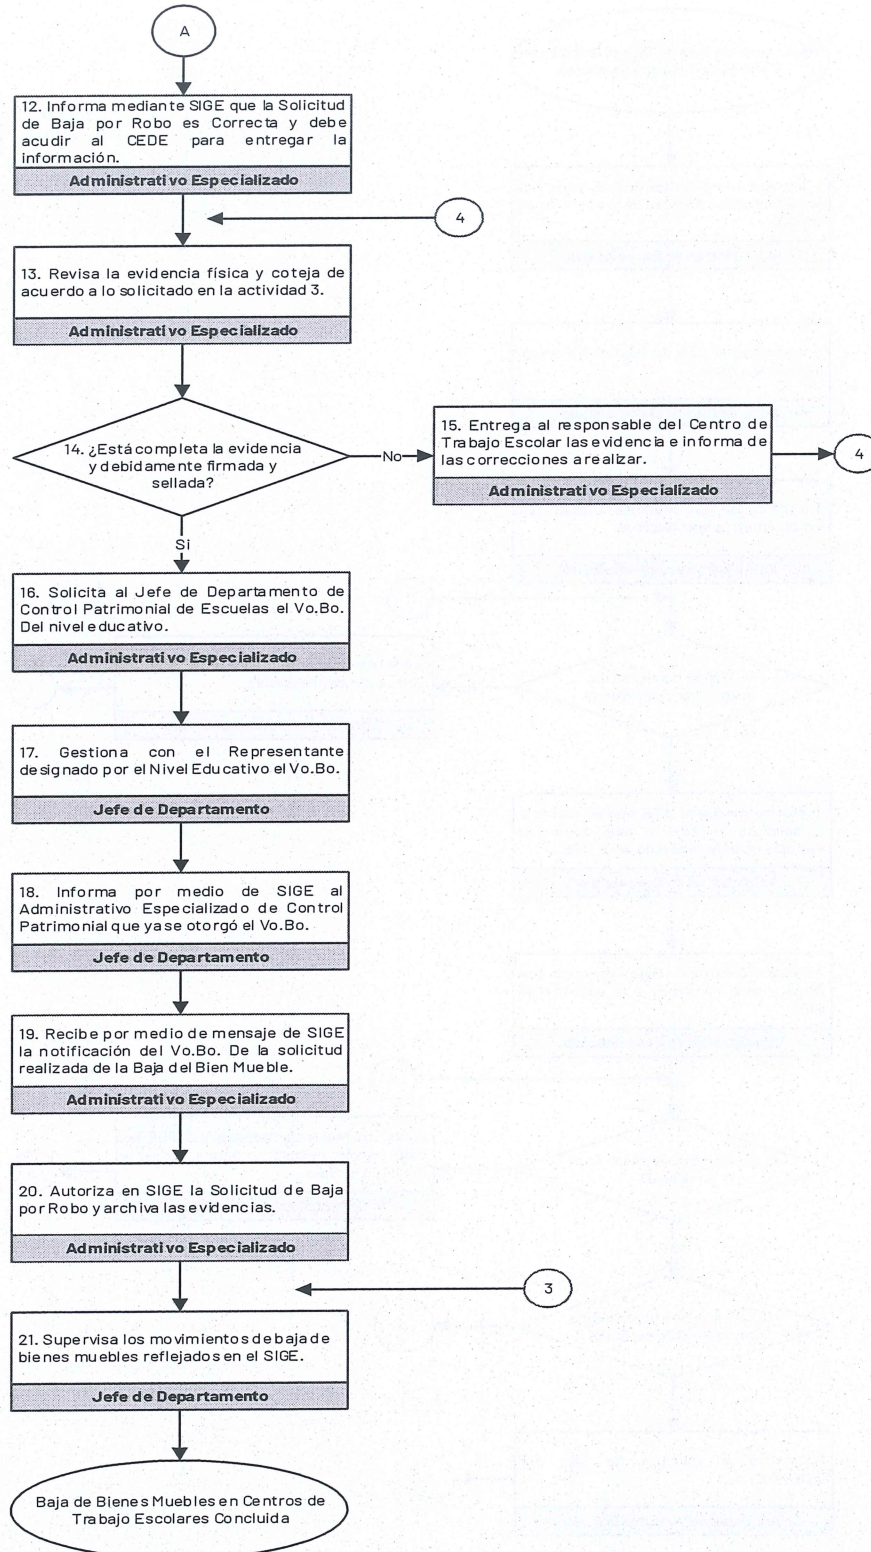 A
12. Informa mediante SIGE que la Solicitud
de Baja por Robo es Correcta y debe
acudir al CEDE para entregar la
información.
Administrativo Especializado
4
13. Revisa la evidencia física y coteja de
acuerdo a lo solicitado en la actividad 3.
Administrativo Especializado
14. ¿Está completa la evidencia
y debidamente firmada y
sellada?
No
15. Entrega al responsable del Centro de
Trabajo Escolar las evidencia e informa de
las correcciones a realizar.
Administrativo Especializado
4
Si
16. Solicita al Jefe de Departamento de
Control Patrimonial de Escuelas el Vo.Bo.
Del nivel educativo.
Administrativo Especializado
17. Gestiona con el Representante
designado por el Nivel Educativo el Vo.Bo.
Jefe de Departamento
18. Informa por medio de SIGE al
Administrativo Especializado de Control
Patrimonial que ya se otorgó el Vo.Bo.
Jefe de Departamento
19. Recibe por medio de mensaje de SIGE
la notificación del Vo.Bo. De la solicitud
realizada de la Baja del Bien Mueble.
Administrativo Especializado
20. Autoriza en SIGE la Solicitud de Baja
por Robo y archiva las evidencias.
Administrativo Especializado
3
21. Supervisa los movimientos de baja de
bienes muebles reflejados en el SIGE.
Jefe de Departamento
Baja de Bienes Muebles en Centros de
Trabajo Escolares Concluida